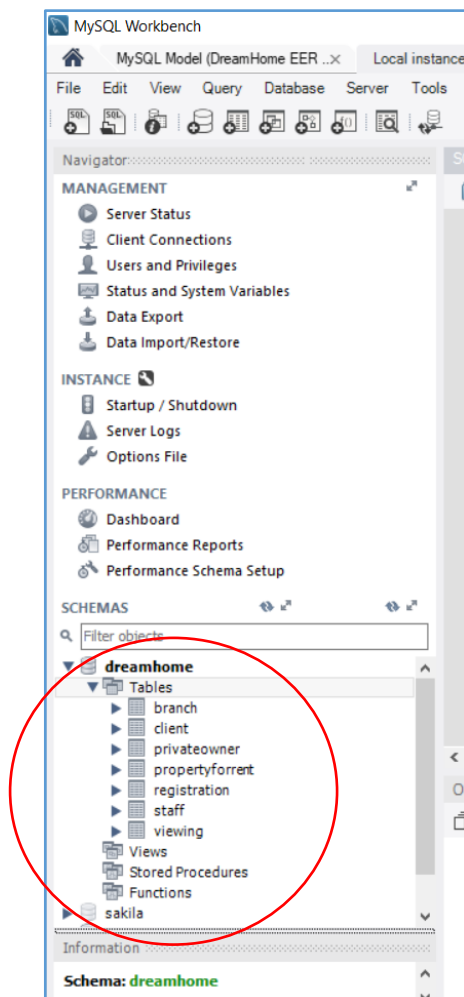 MySQL Workbench
MySQL Model (DreamHome EER ..×
Local instance
File Edit View Query Database Server Tools
Navigator
MANAGEMENT
Server Status
Client Connections
Users and Privileges
Status and System Variables
Data Export
Data Import/Restore
INSTANCE
Startup / Shutdown
Server Logs
Options File
PERFORMANCE
Dashboard
Performance Reports
Performance Schema Setup
SCHEMAS
Filter objects
dreamhome
Tables
branch
client
privateowner
propertyforrent
registration
staff
viewing
Views
Stored Procedures
Functions
sakila
Information
Schema: dreamhome